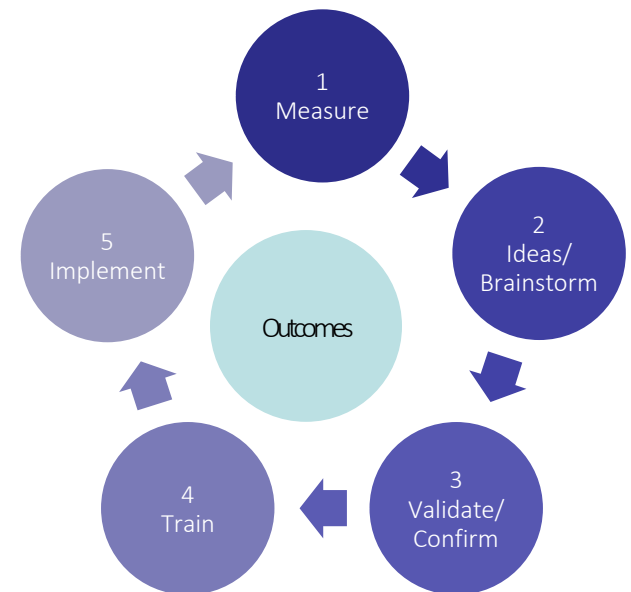 1
Measure
2
Ideas/
Brainstorm
3
Validate/
Confirm
4
Train
5
Implement
Outcomes